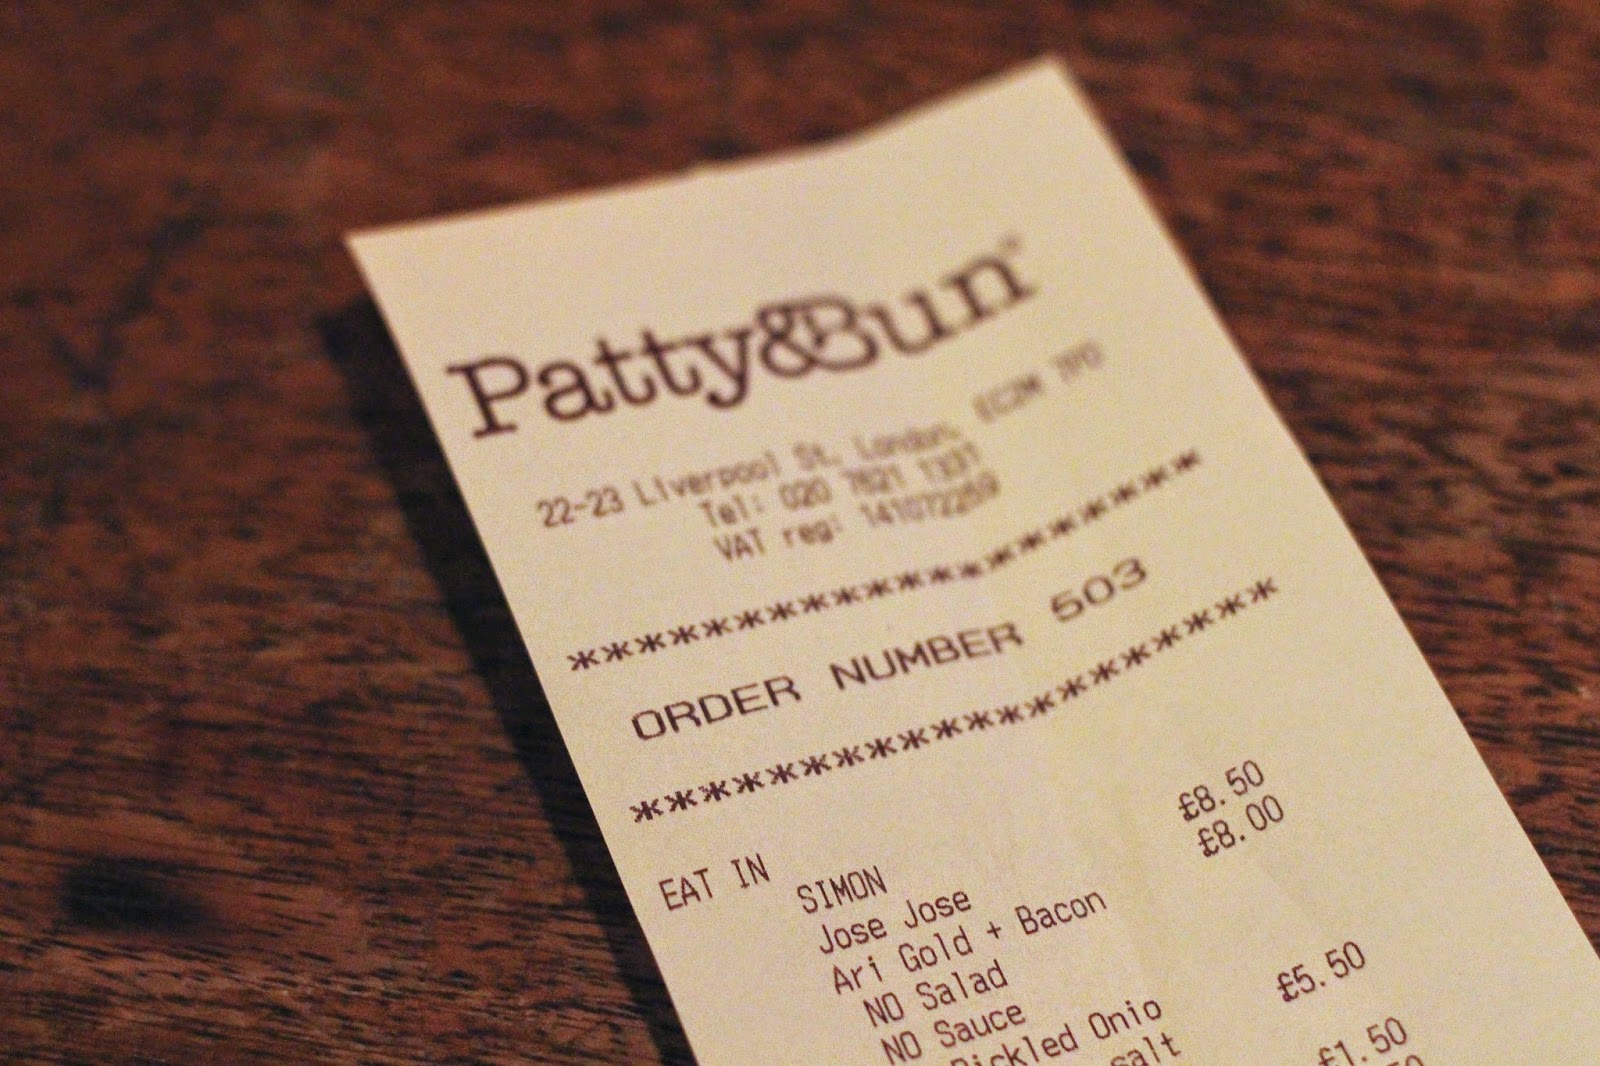 Patty&Bun
22-23 Liverpool St, London, EC2M 7PD
Tel: 020 7621 1331
VAT reg: 141072259
*******************
ORDER NUMBER 503
*******************
EAT IN
SIMON
Jose Jose £8.50
Ari Gold + Bacon £8.00
NO Salad
NO Sauce
Pickled Onio £5.50
salt £1.50